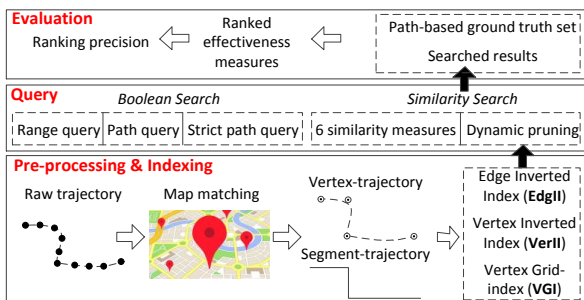 Evaluation
Ranking precision
Ranked
effectiveness
measures
Path-based ground truth set
Searched results
Query
Boolean Search
Similarity Search
Range query
Path query
Strict path query
6 similarity measures
Dynamic pruning
Pre-processing & Indexing
Raw trajectory
Map matching
Vertex-trajectory
Segment-trajectory
Edge Inverted
Index (EdgII)
Vertex Inverted
Index (VerII)
Vertex Grid-
index (VGI)